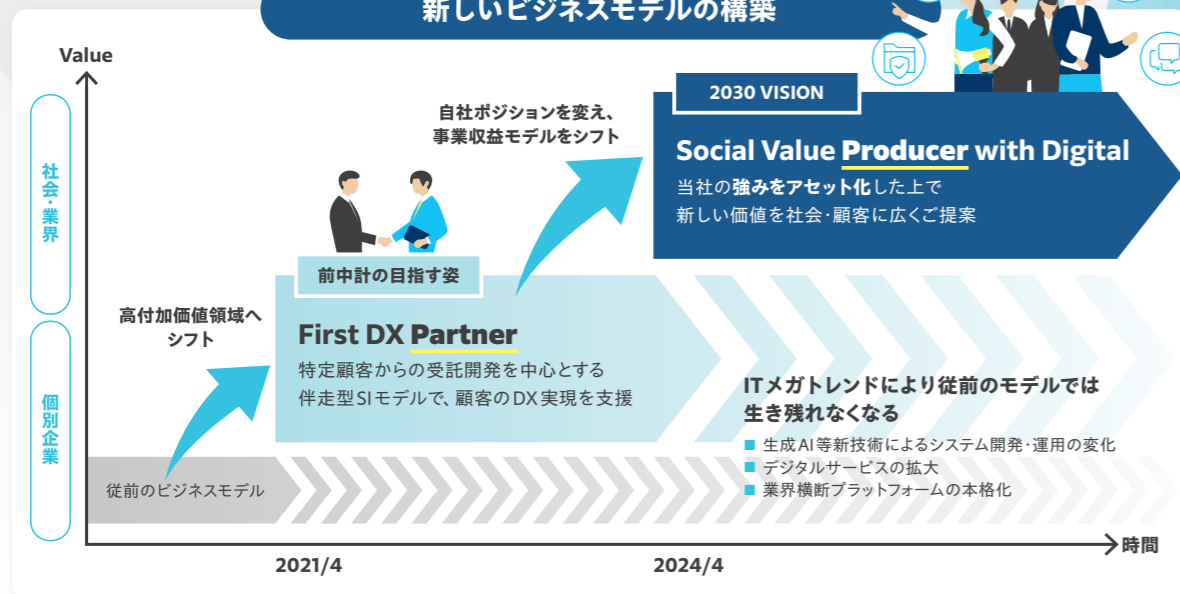 新しいビジネスモデルの構築
Value
社会・業界
個別企業
自社ポジションを変え、
事業収益モデルをシフト
2030 VISION
Social Value Producer with Digital
当社の強みをアセット化した上で
新しい価値を社会・顧客に広くご提案
高付加価値領域へ
シフト
前中計の目指す姿
First DX Partner
特定顧客からの受託開発を中心とする
伴走型SIモデルで、顧客のDX実現を支援
ITメガトレンドにより従前のモデルでは
生き残れなくなる
■ 生成AI等新技術によるシステム開発・運用の変化
■ デジタルサービスの拡大
■ 業界横断プラットフォームの本格化
従前のビジネスモデル
時間
2021/4
2024/4